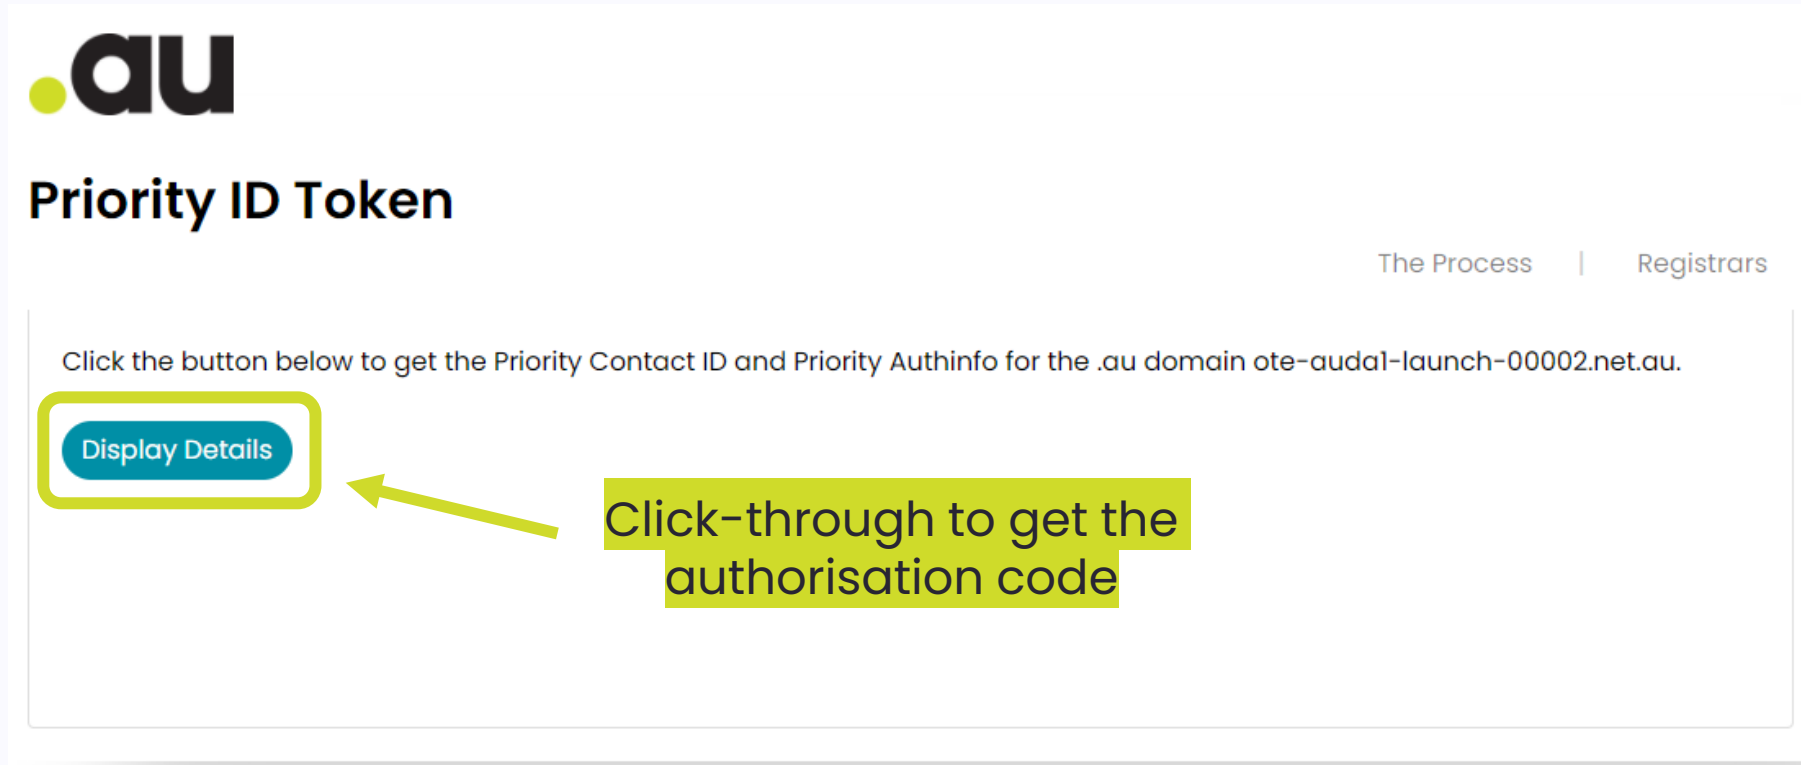 .au
Priority ID Token
The Process | Registrars
Click the button below to get the Priority Contact ID and Priority Authinfo for the .au domain ote-auda1-launch-00002.net.au.
Display Details
Click-through to get the
authorisation code